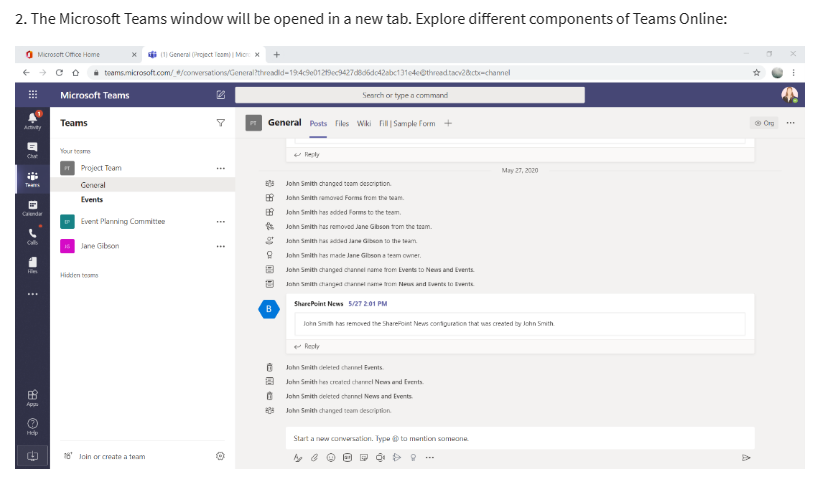 2. The Microsoft Teams window will be opened in a new tab. Explore different components of Teams Online:
Microsoft Office Home
(1) General (Project Team) | Micr
teams.microsoft.com/_#/conversations/General?threadId=19:4c9e012f9ec9427d8d6dc42abc131e4e@thread.tacv2&ctx=channel
Microsoft Teams
Search or type a command
Activity
Chat
Teams
Calendar
Calls
Files
Apps
Help
Teams
Your teams
PT Project Team
General
Events
Event Planning Committee
JG Jane Gibson
Hidden teams
Join or create a team
PT General Posts Files Wiki Fill | Sample Form +
Org
Reply
May 27, 2020
John Smith changed team description.
John Smith removed Forms from the team.
John Smith has added Forms to the team.
John Smith has removed Jane Gibson from the team.
John Smith has added Jane Gibson to the team.
John Smith has made Jane Gibson a team owner.
John Smith changed channel name from Events to News and Events.
John Smith changed channel name from News and Events to Events.
B
SharePoint News 5/27 2:01 PM
John Smith has removed the SharePoint News configuration that was created by John Smith
Reply
John Smith deleted channel Events.
John Smith has created channel News and Events.
John Smith deleted channel News and Events.
John Smith changed team description.
Start a new conversation. Type @ to mention someone.